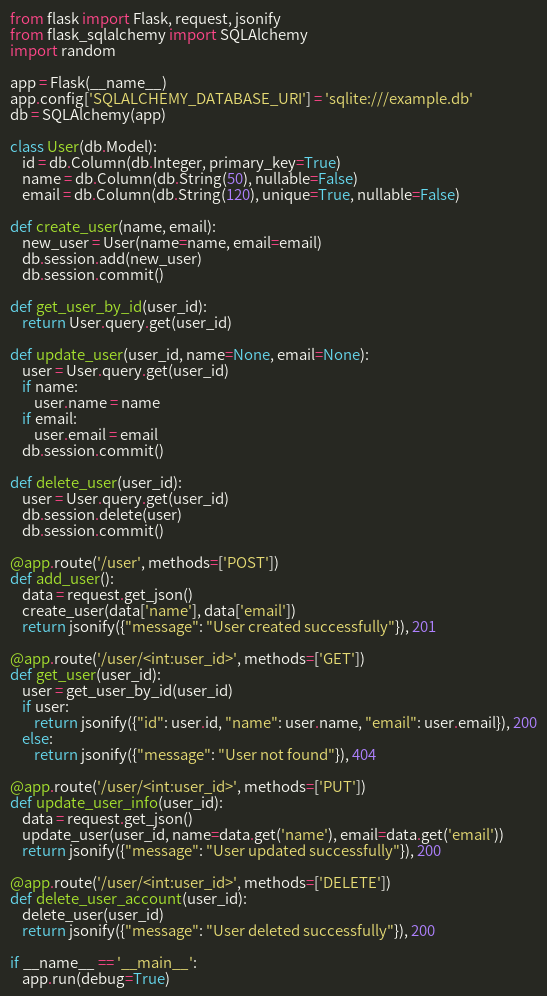 from flask import Flask, request, jsonify
from flask_sqlalchemy import SQLAlchemy
import random

app = Flask(__name__)
app.config['SQLALCHEMY_DATABASE_URI'] = 'sqlite:///example.db'
db = SQLAlchemy(app)

class User(db.Model):
    id = db.Column(db.Integer, primary_key=True)
    name = db.Column(db.String(50), nullable=False)
    email = db.Column(db.String(120), unique=True, nullable=False)

def create_user(name, email):
    new_user = User(name=name, email=email)
    db.session.add(new_user)
    db.session.commit()

def get_user_by_id(user_id):
    return User.query.get(user_id)

def update_user(user_id, name=None, email=None):
    user = User.query.get(user_id)
    if name:
        user.name = name
    if email:
        user.email = email
    db.session.commit()

def delete_user(user_id):
    user = User.query.get(user_id)
    db.session.delete(user)
    db.session.commit()

@app.route('/user', methods=['POST'])
def add_user():
    data = request.get_json()
    create_user(data['name'], data['email'])
    return jsonify({"message": "User created successfully"}), 201

@app.route('/user/<int:user_id>', methods=['GET'])
def get_user(user_id):
    user = get_user_by_id(user_id)
    if user:
        return jsonify({"id": user.id, "name": user.name, "email": user.email}), 200
    else:
        return jsonify({"message": "User not found"}), 404

@app.route('/user/<int:user_id>', methods=['PUT'])
def update_user_info(user_id):
    data = request.get_json()
    update_user(user_id, name=data.get('name'), email=data.get('email'))
    return jsonify({"message": "User updated successfully"}), 200

@app.route('/user/<int:user_id>', methods=['DELETE'])
def delete_user_account(user_id):
    delete_user(user_id)
    return jsonify({"message": "User deleted successfully"}), 200

if __name__ == '__main__':
    app.run(debug=True)